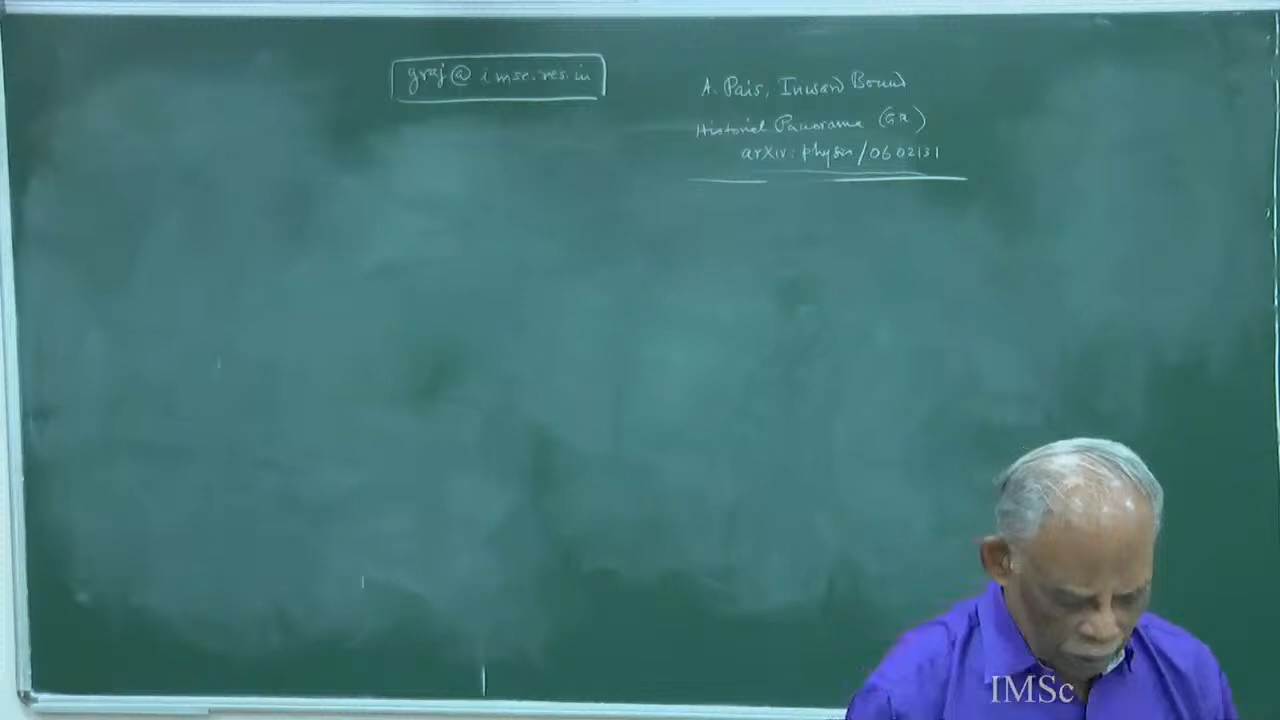 graj@imsc.res.in
A. Pais, Inward Bound
Historical Panorama (GR)
arXiv: physics/0602131
IMSc